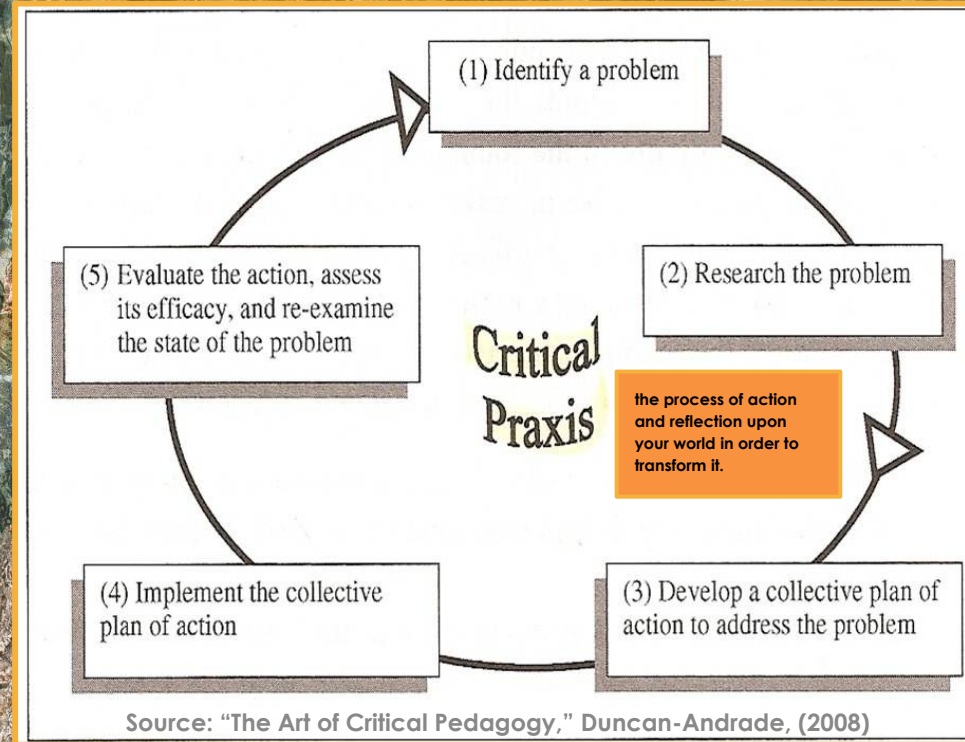 (1) Identify a problem
(2) Research the problem
(3) Develop a collective plan of
action to address the problem
(4) Implement the collective
plan of action
(5) Evaluate the action, assess
its efficacy, and re-examine
the state of the problem
Critical
Praxis
the process of action
and reflection upon
your world in order to
transform it.
Source: “The Art of Critical Pedagogy,” Duncan-Andrade, (2008)